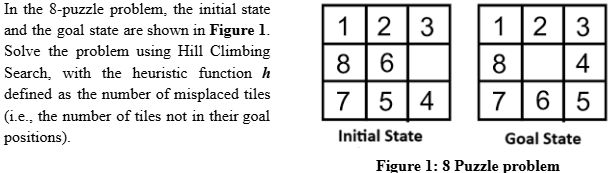 In the 8-puzzle problem, the initial state
and the goal state are shown in Figure 1.
Solve the problem using Hill Climbing
Search, with the heuristic function h
defined as the number of misplaced tiles
(i.e., the number of tiles not in their goal
positions).
1 2 3
8 6
7 5 4
Initial State
1 2 3
8 4
7 6 5
Goal State
Figure 1: 8 Puzzle problem